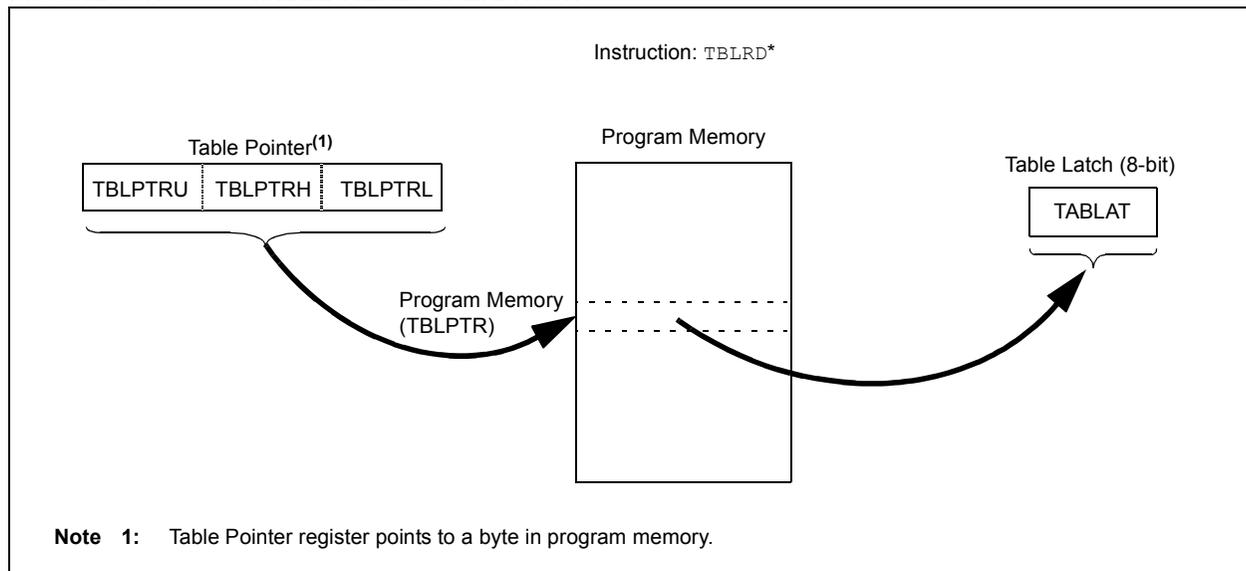 Instruction: TBLRD*
Table Pointer(1)
TBLPTRU TBLPTRH TBLPTRL
Program Memory
Table Latch (8-bit)
TABLAT
Program Memory
(TBLPTR)
Note 1: Table Pointer register points to a byte in program memory.